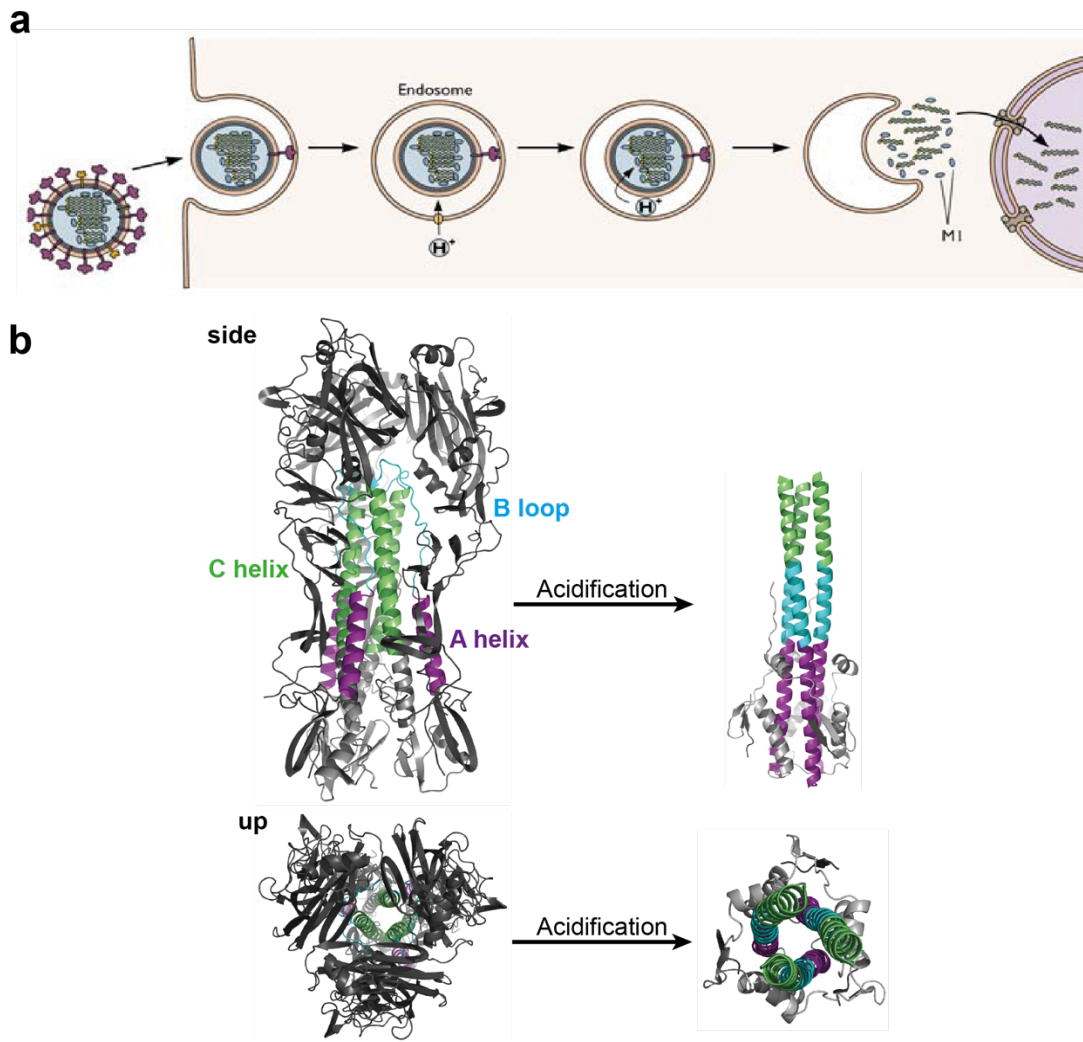 a
Endosome
H+
H+
M1
b
side
B loop
C helix
Acidification
A helix
up
Acidification